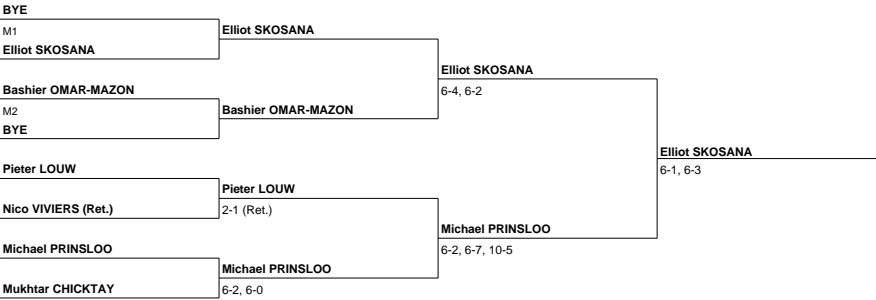 BYE
M1
Elliot SKOSANA
Elliot SKOSANA
Bashier OMAR-MAZON
M2
BYE
Bashier OMAR-MAZON
Elliot SKOSANA
6-4, 6-2
Pieter LOUW
Nico VIVIERS (Ret.)
Pieter LOUW
2-1 (Ret.)
Michael PRINSLOO
Mukhtar CHICKTAY
Michael PRINSLOO
6-2, 6-0
Michael PRINSLOO
6-2, 6-7, 10-5
Elliot SKOSANA
6-1, 6-3